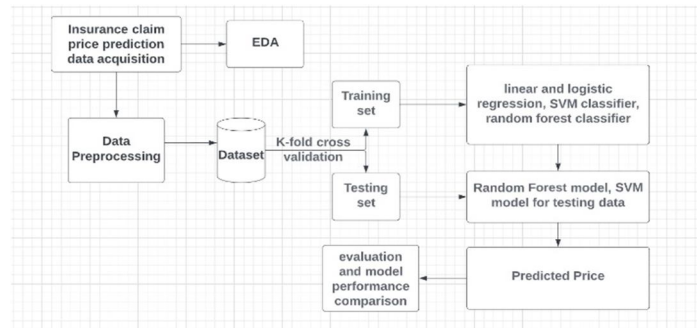 Insurance claim
price prediction
data acquisition
EDA
Data
Preprocessing
Dataset
K-fold cross
validation
Training
set
Testing
set
linear and logistic
regression, SVM classifier,
random forest classifier
Random Forest model, SVM
model for testing data
Predicted Price
evaluation
and model
performance
comparison